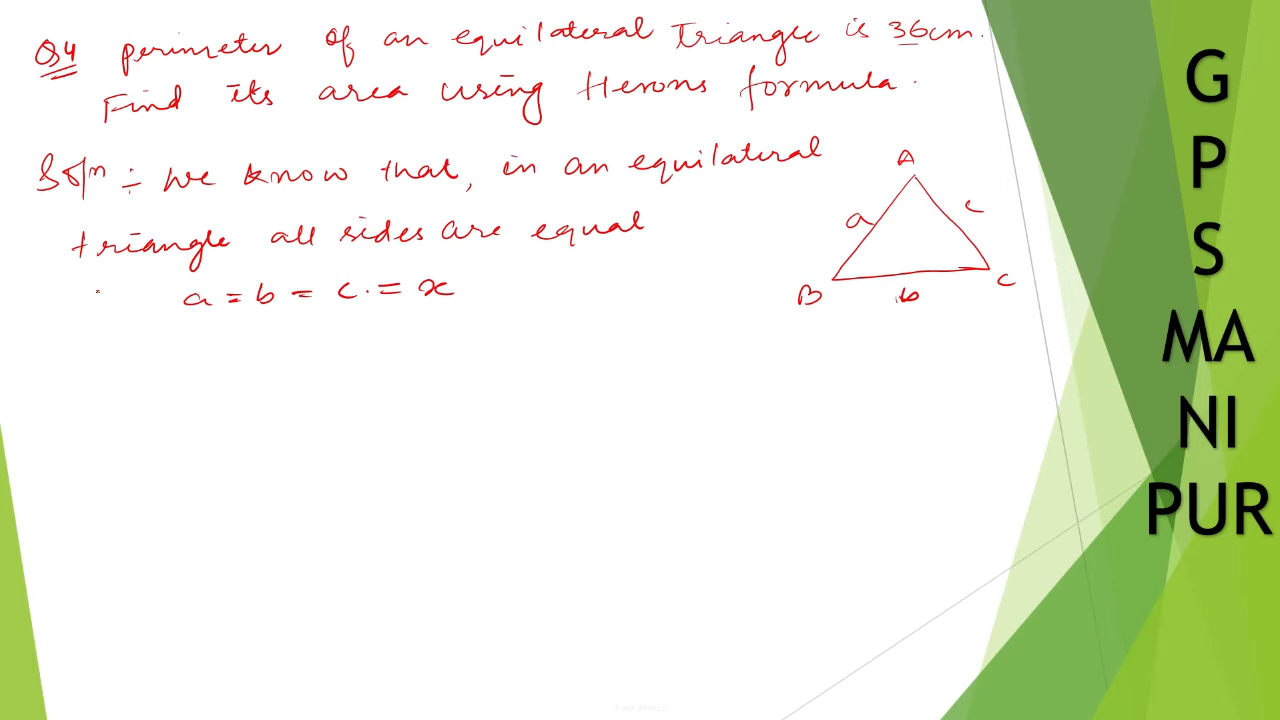 Q4 perimeter of an equilateral Triangle is 36cm.
Find its area using Herons formula.
Solⁿ ÷ We know that, in an equilateral
triangle all sides are equal
a = b = c. = x
A
a
c
B
b
C
G
P
S
MA
NI
PUR